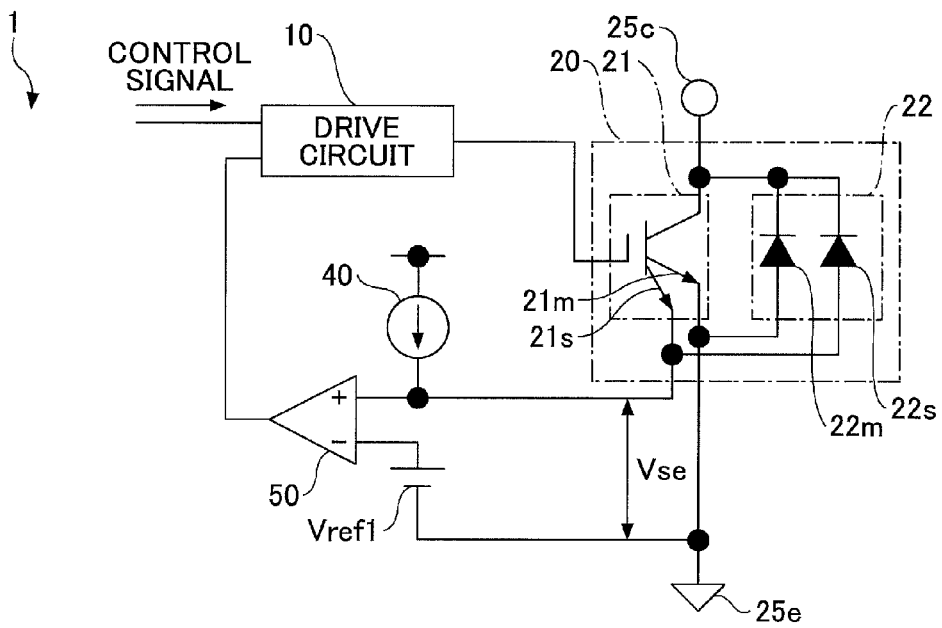 1
CONTROL
SIGNAL
10
DRIVE
CIRCUIT
25c
20
21
22
40
21m
21s
+
−
50
Vref1
Vse
22m
22s
25e